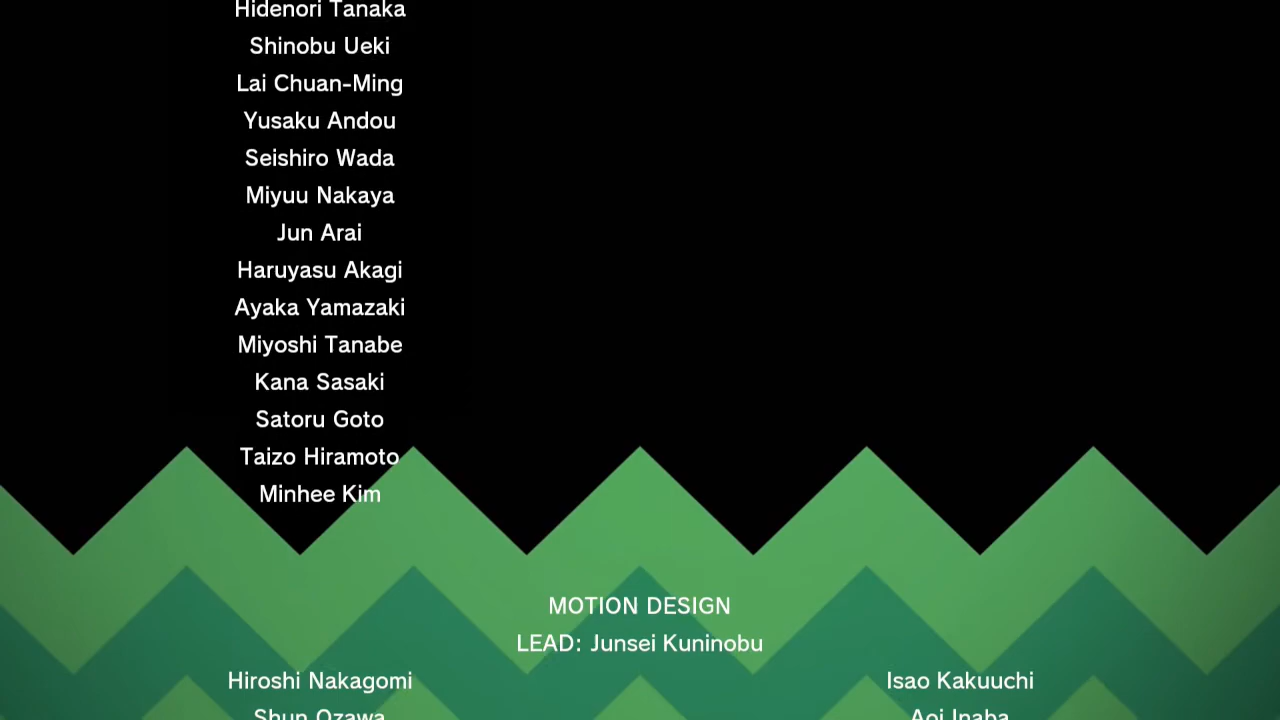 Hidenori Tanaka
Shinobu Ueki
Lai Chuan-Ming
Yusaku Andou
Seishiro Wada
Miyuu Nakaya
Jun Arai
Haruyasu Akagi
Ayaka Yamazaki
Miyoshi Tanabe
Kana Sasaki
Satoru Goto
Taizo Hiramoto
Minhee Kim
MOTION DESIGN
LEAD: Junsei Kuninobu
Hiroshi Nakagomi
Isao Kakuuchi
Shun Ozawa
Aoi Inaba